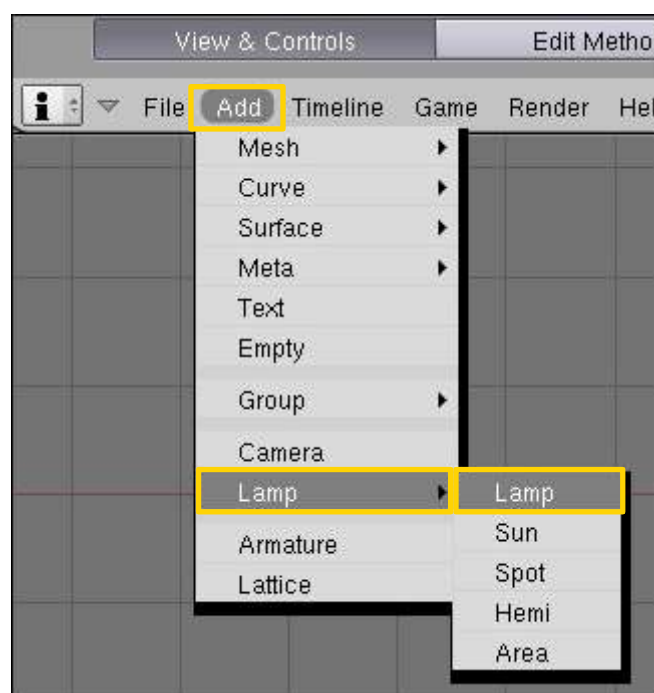 View & Controls Edit Metho
File Add Timeline Game Render Hel
Mesh
Curve
Surface
Meta
Text
Empty
Group
Camera
Lamp Lamp
Sun
Armature
Spot
Lattice
Hemi
Area